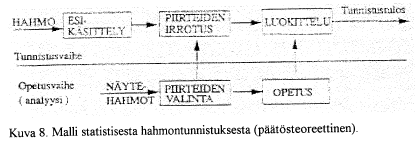 Tunnistustulos
HAHMO
ESI-
KÄSITTELY
PIIRTEIDEN
IRROTUS
LUOKITTELU
Tunnistusvaihe
Opetusvaihe
( analyysi )
NÄYTE-
HAHMOT
PIIRTEIDEN
VALINTA
OPETUS
Kuva 8. Malli statistisesta hahmontunnistuksesta (päätösteoreettinen).